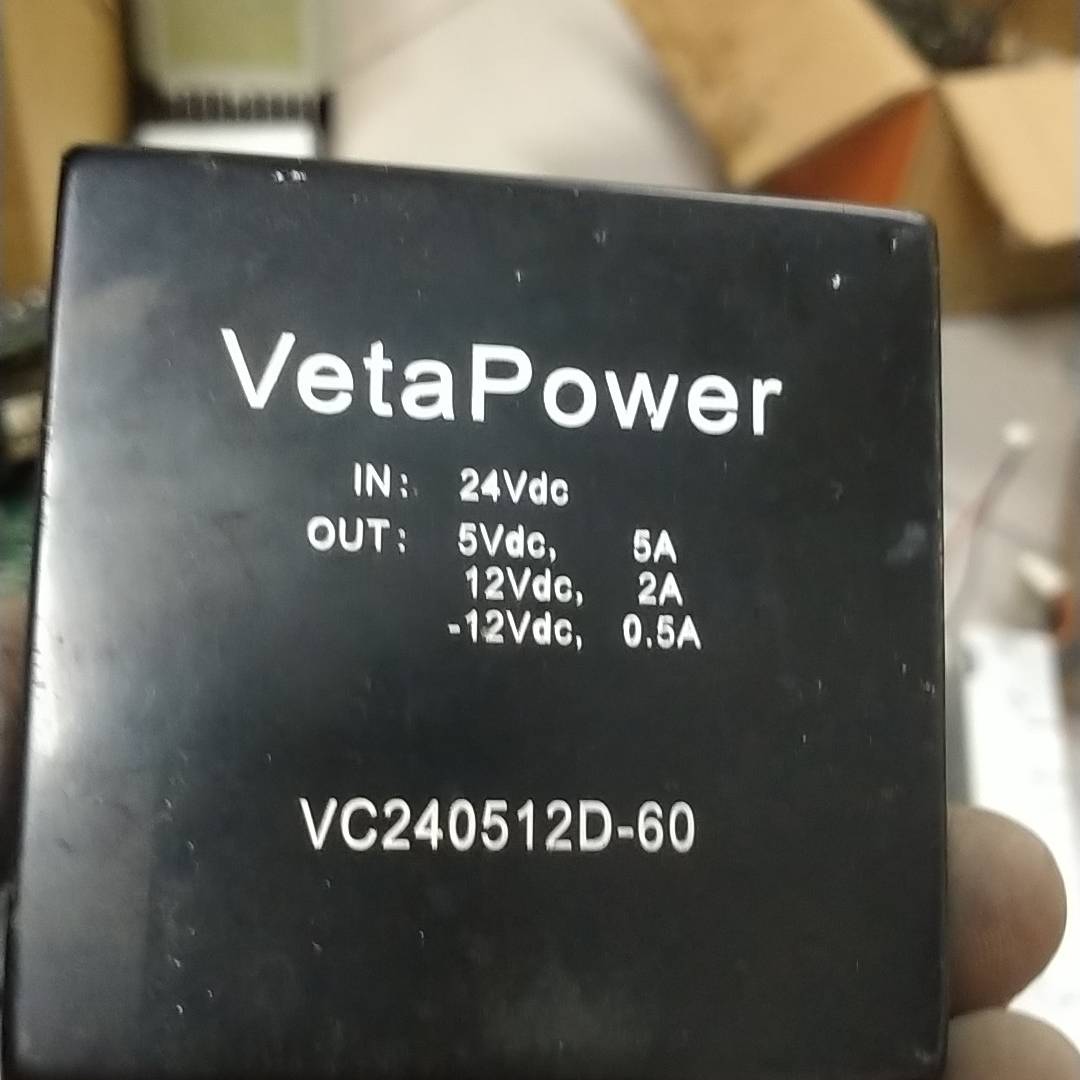 VetaPower
IN: 24Vdc
OUT: 5Vdc, 5A
12Vdc, 2A
-12Vdc, 0.5A
VC240512D-60